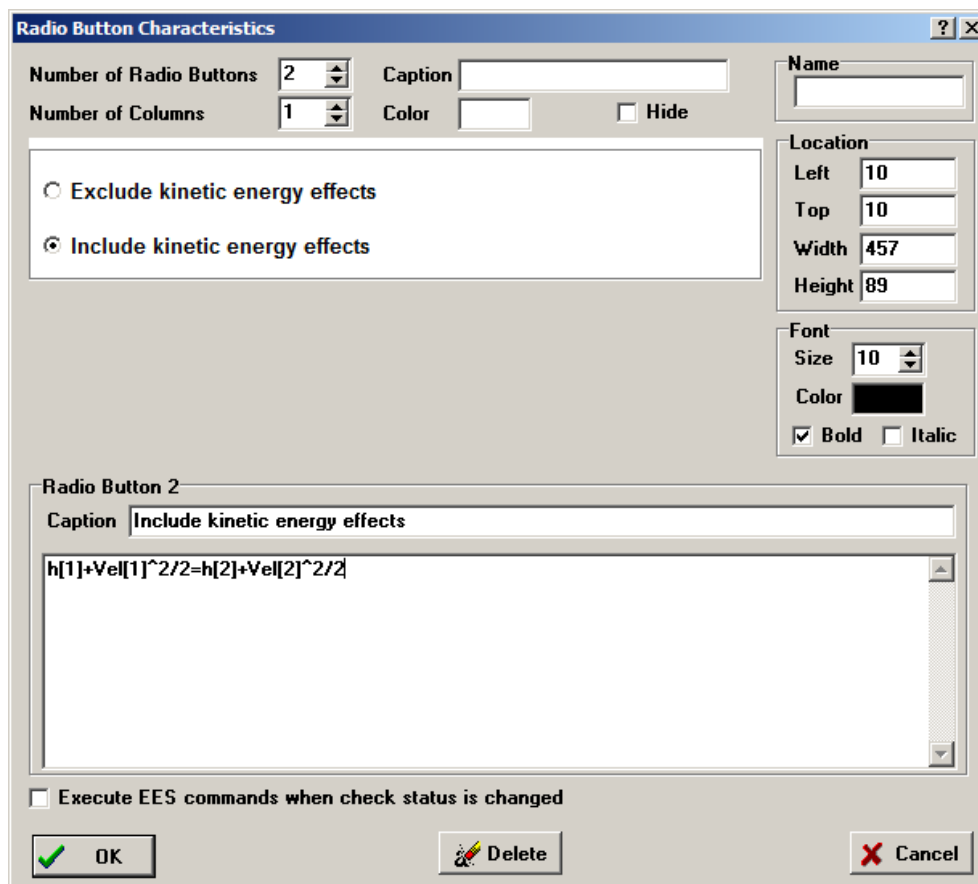 Radio Button Characteristics
Number of Radio Buttons 2 Caption
Number of Columns 1 Color Hide
Name
Location
Left 10
Top 10
Width 457
Height 89
Exclude kinetic energy effects
Include kinetic energy effects
Font
Size 10
Color
Bold Italic
Radio Button 2
Caption Include kinetic energy effects
h[1]+Vel[1]^2/2=h[2]+Vel[2]^2/2
Execute EES commands when check status is changed
OK Delete Cancel